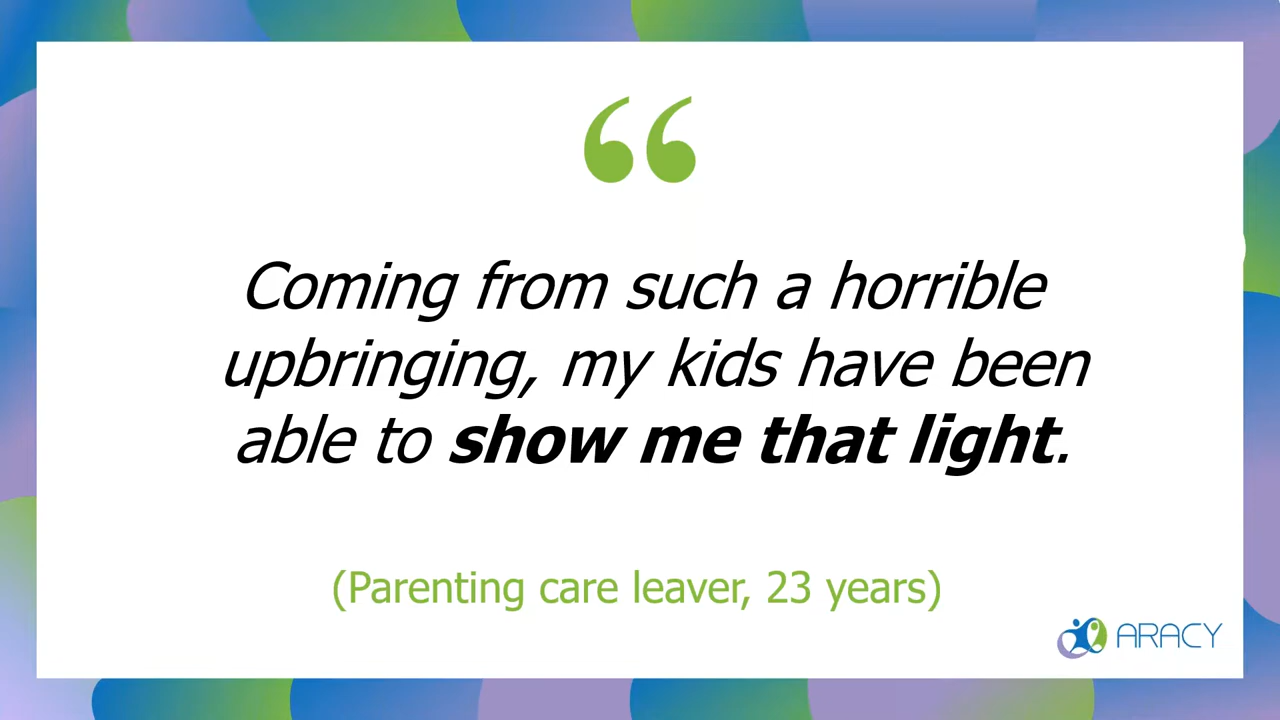 “
Coming from such a horrible
upbringing, my kids have been
able to show me that light.
(Parenting care leaver, 23 years)
ARACY